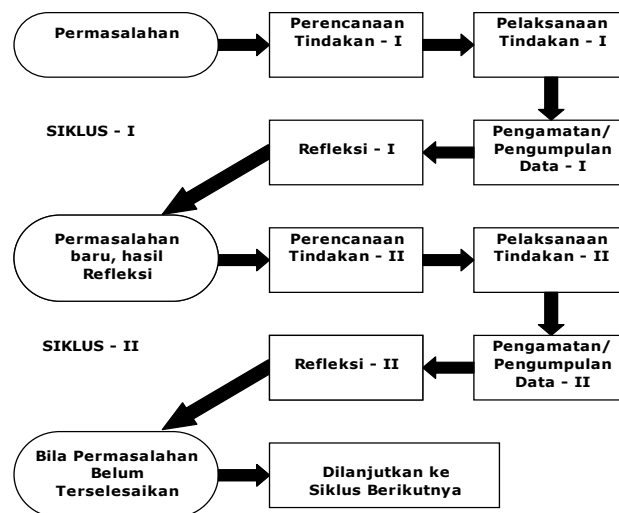 Permasalahan
Perencanaan
Tindakan - I
Pelaksanaan
Tindakan - I
SIKLUS - I
Refleksi - I
Pengamatan/
Pengumpulan
Data - I
Permasalahan
baru, hasil
Refleksi
Perencanaan
Tindakan - II
Pelaksanaan
Tindakan - II
SIKLUS - II
Refleksi - II
Pengamatan/
Pengumpulan
Data - II
Bila Permasalahan
Belum
Terselesaikan
Dilanjutkan ke
Siklus Berikutnya